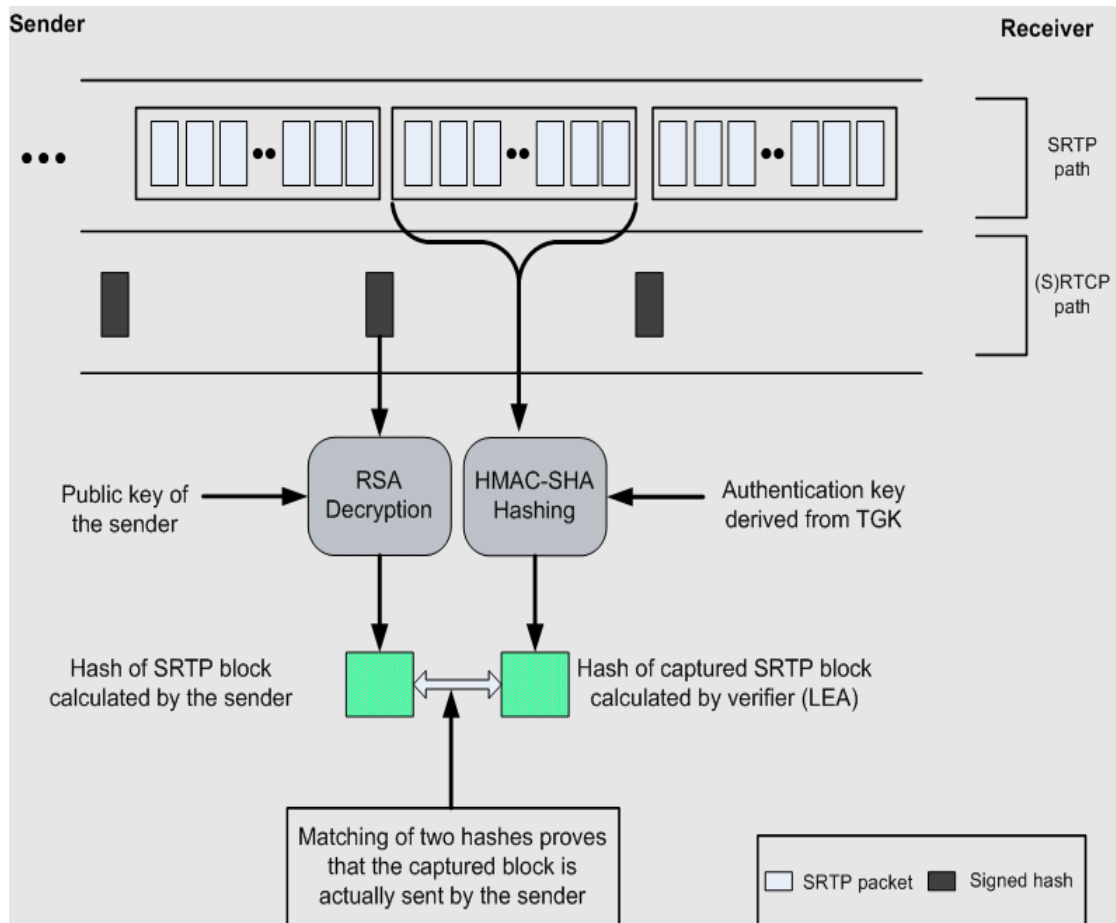 Sender
Receiver
SRTP
path
(S)RTCP
path
RSA
Decryption
HMAC-SHA
Hashing
Public key of
the sender
Authentication key
derived from TGK
Hash of SRTP block
calculated by the sender
Hash of captured SRTP block
calculated by verifier (LEA)
Matching of two hashes proves
that the captured block is
actually sent by the sender
SRTP packet
Signed hash